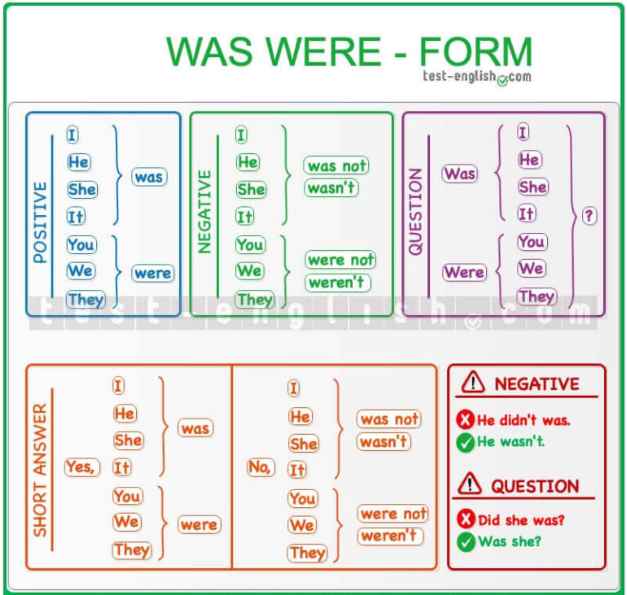 WAS WERE - FORM
test-english.com
POSITIVE
I
He
She
It
was
You
We
They
were
NEGATIVE
I
He
She
It
was not
wasn't
You
We
They
were not
weren't
QUESTION
Was
I
He
She
It
Were
You
We
They
?
test-english.com
SHORT ANSWER
Yes,
I
He
She
It
was
You
We
They
were
No,
I
He
She
It
was not
wasn't
You
We
They
were not
weren't
NEGATIVE
He didn't was.
He wasn't.
QUESTION
Did she was?
Was she?